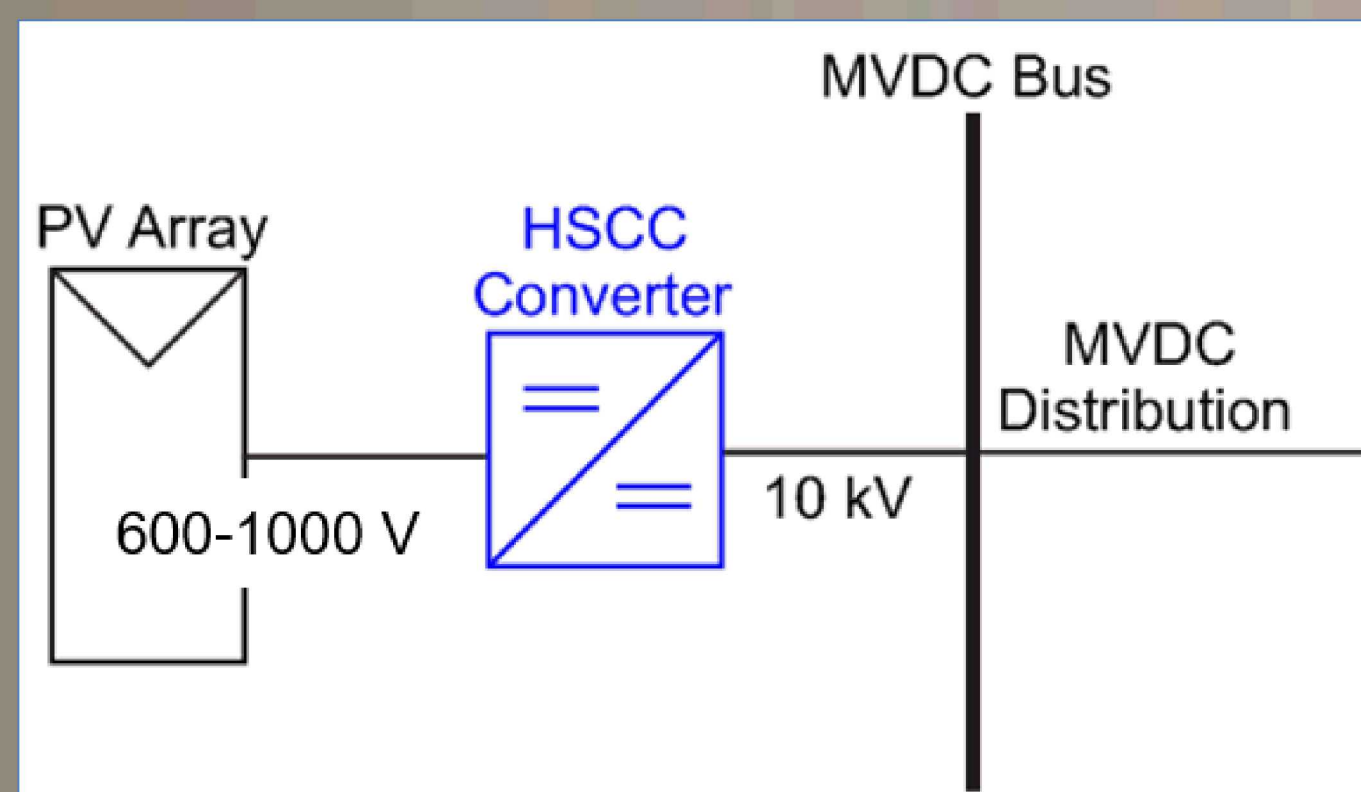 MVDC Bus
PV Array
HSCC
Converter
MVDC
Distribution
600-1000 V
10 kV